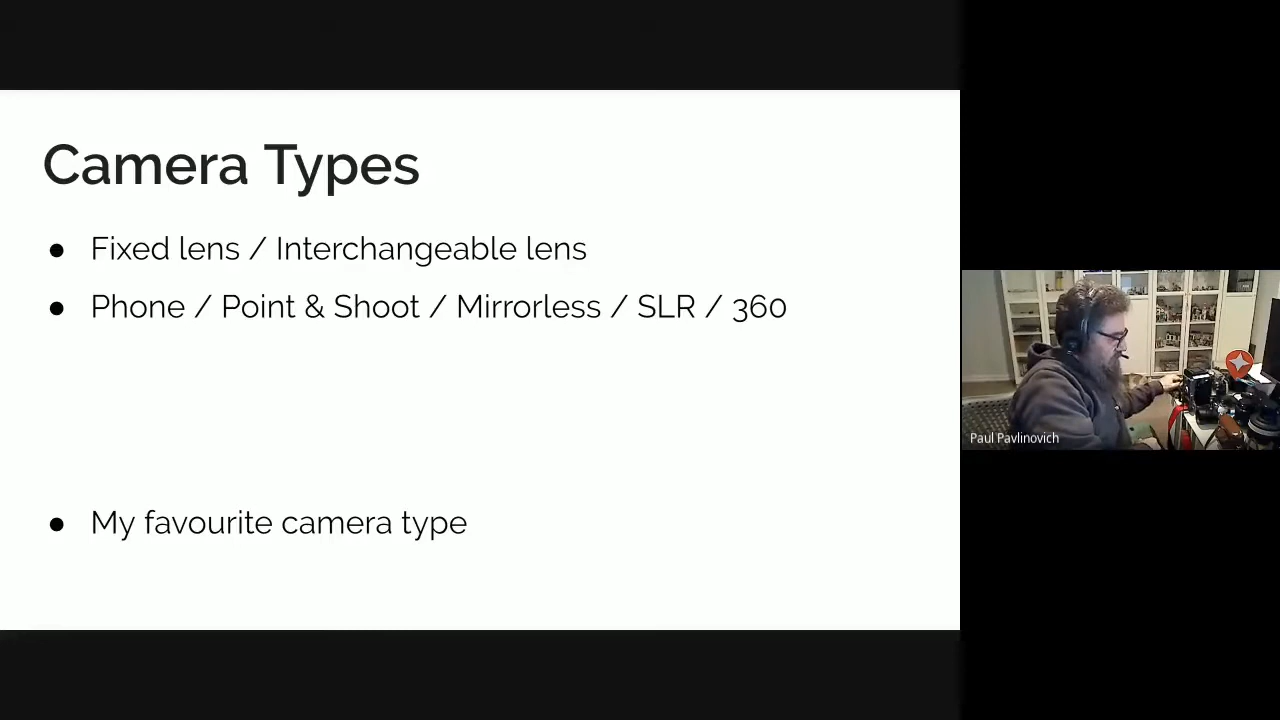 Camera Types
● Fixed lens / Interchangeable lens
● Phone / Point & Shoot / Mirrorless / SLR / 360
● My favourite camera type
Paul Pavlinovich